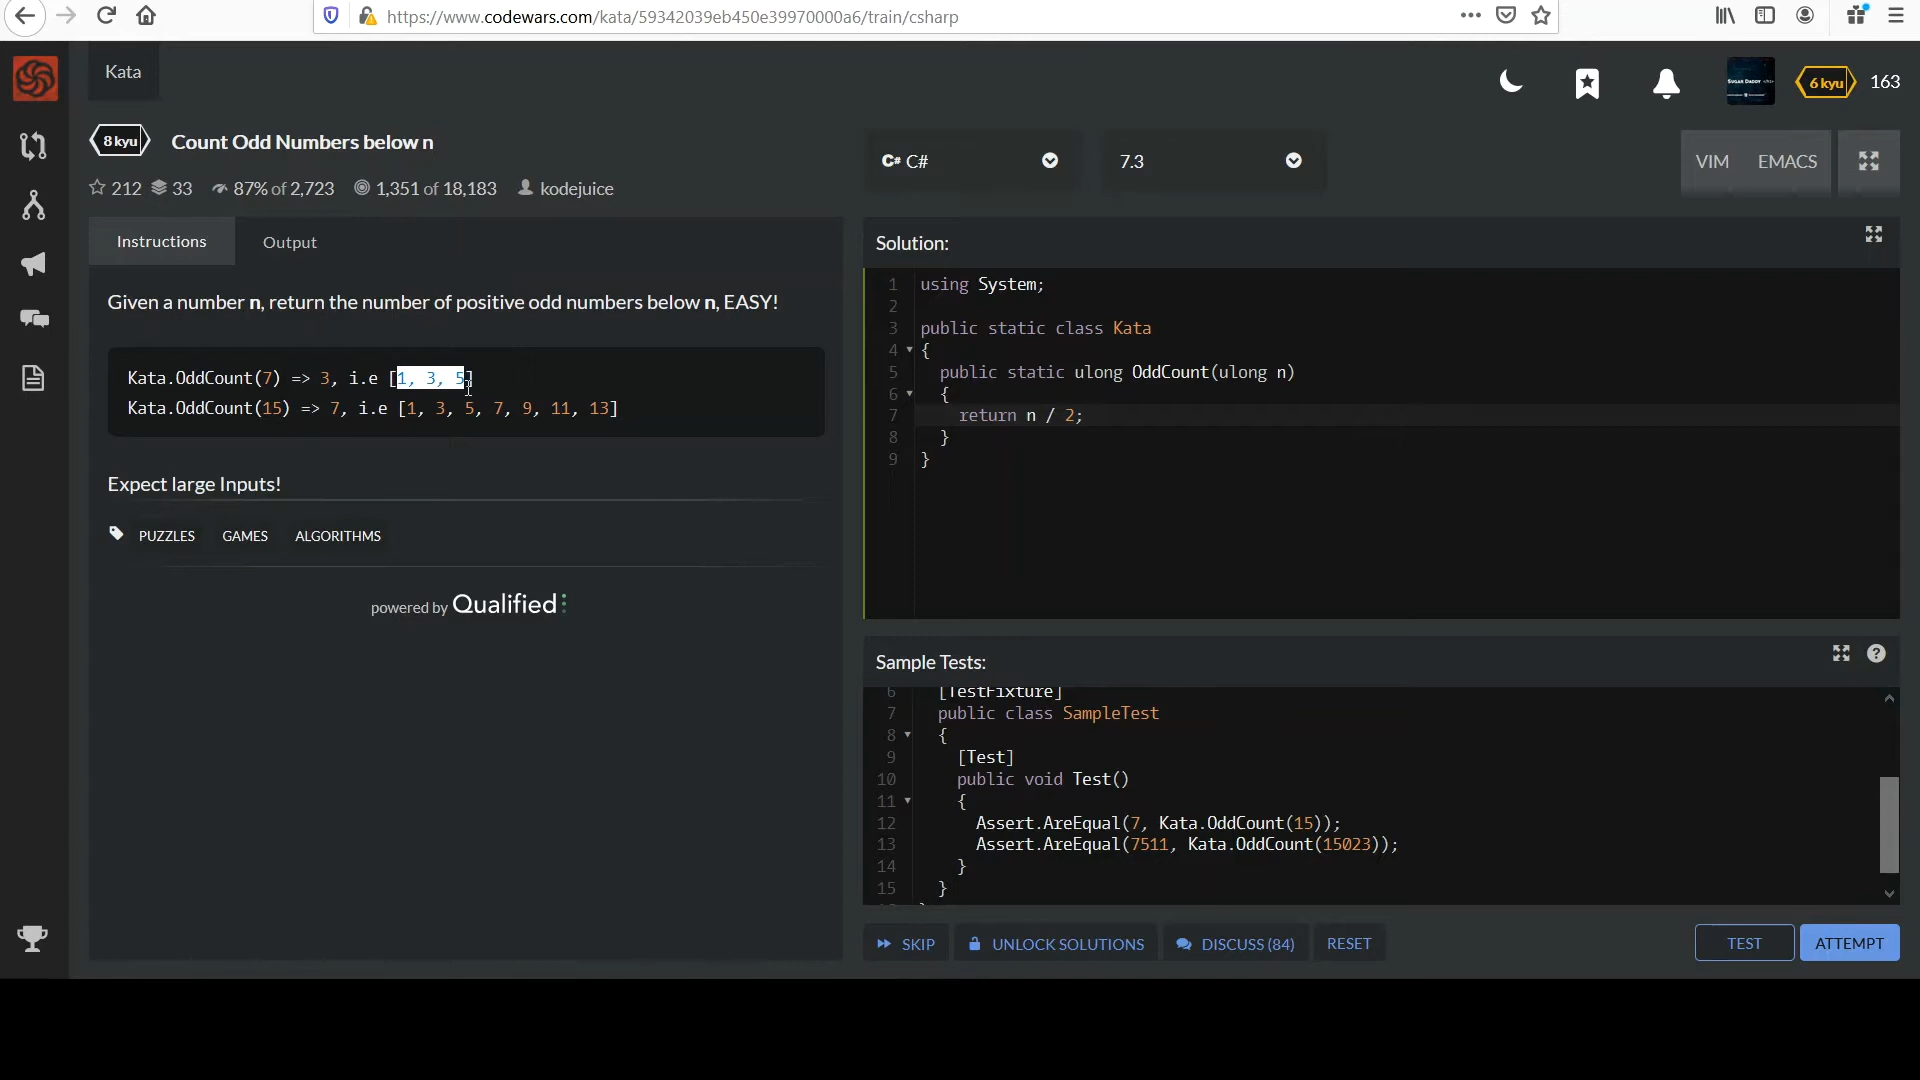 https://www.codewars.com/kata/59342039eb450e39970000a6/train/csharp
Kata
6 kyu 163
8 kyu Count Odd Numbers below n
212 33 87% of 2,723 1,351 of 18,183 kodejuice
C# C#
7.3
VIM EMACS
Instructions Output
Given a number n, return the number of positive odd numbers below n, EASY!
Kata.OddCount(7) => 3, i.e [1, 3, 5]
Kata.OddCount(15) => 7, i.e [1, 3, 5, 7, 9, 11, 13]
Expect large Inputs!
PUZZLES GAMES ALGORITHMS
powered by Qualified
Solution:
1 using System;
2
3 public static class Kata
4 {
5 public static ulong OddCount(ulong n)
6 {
7 return n / 2;
8 }
9 }
Sample Tests:
6 [TestFixture]
7 public class SampleTest
8 {
9 [Test]
10 public void Test()
11 {
12 Assert.AreEqual(7, Kata.OddCount(15));
13 Assert.AreEqual(7511, Kata.OddCount(15023));
14 }
15 }
SKIP UNLOCK SOLUTIONS DISCUSS (84) RESET
TEST ATTEMPT